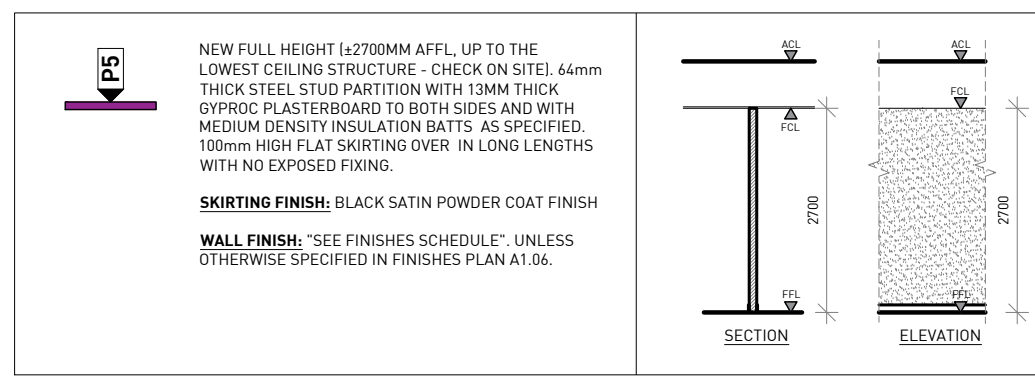 P5
NEW FULL HEIGHT (±2700MM AFFL, UP TO THE
LOWEST CEILING STRUCTURE - CHECK ON SITE). 64mm
THICK STEEL STUD PARTITION WITH 13MM THICK
GYPROC PLASTERBOARD TO BOTH SIDES AND WITH
MEDIUM DENSITY INSULATION BATTS AS SPECIFIED.
100mm HIGH FLAT SKIRTING OVER IN LONG LENGTHS
WITH NO EXPOSED FIXING.
SKIRTING FINISH: BLACK SATIN POWDER COAT FINISH
WALL FINISH: "SEE FINISHES SCHEDULE". UNLESS
OTHERWISE SPECIFIED IN FINISHES PLAN A1.06.
ACL
FCL
2700
FFL
SECTION
ACL
FCL
2700
FFL
ELEVATION